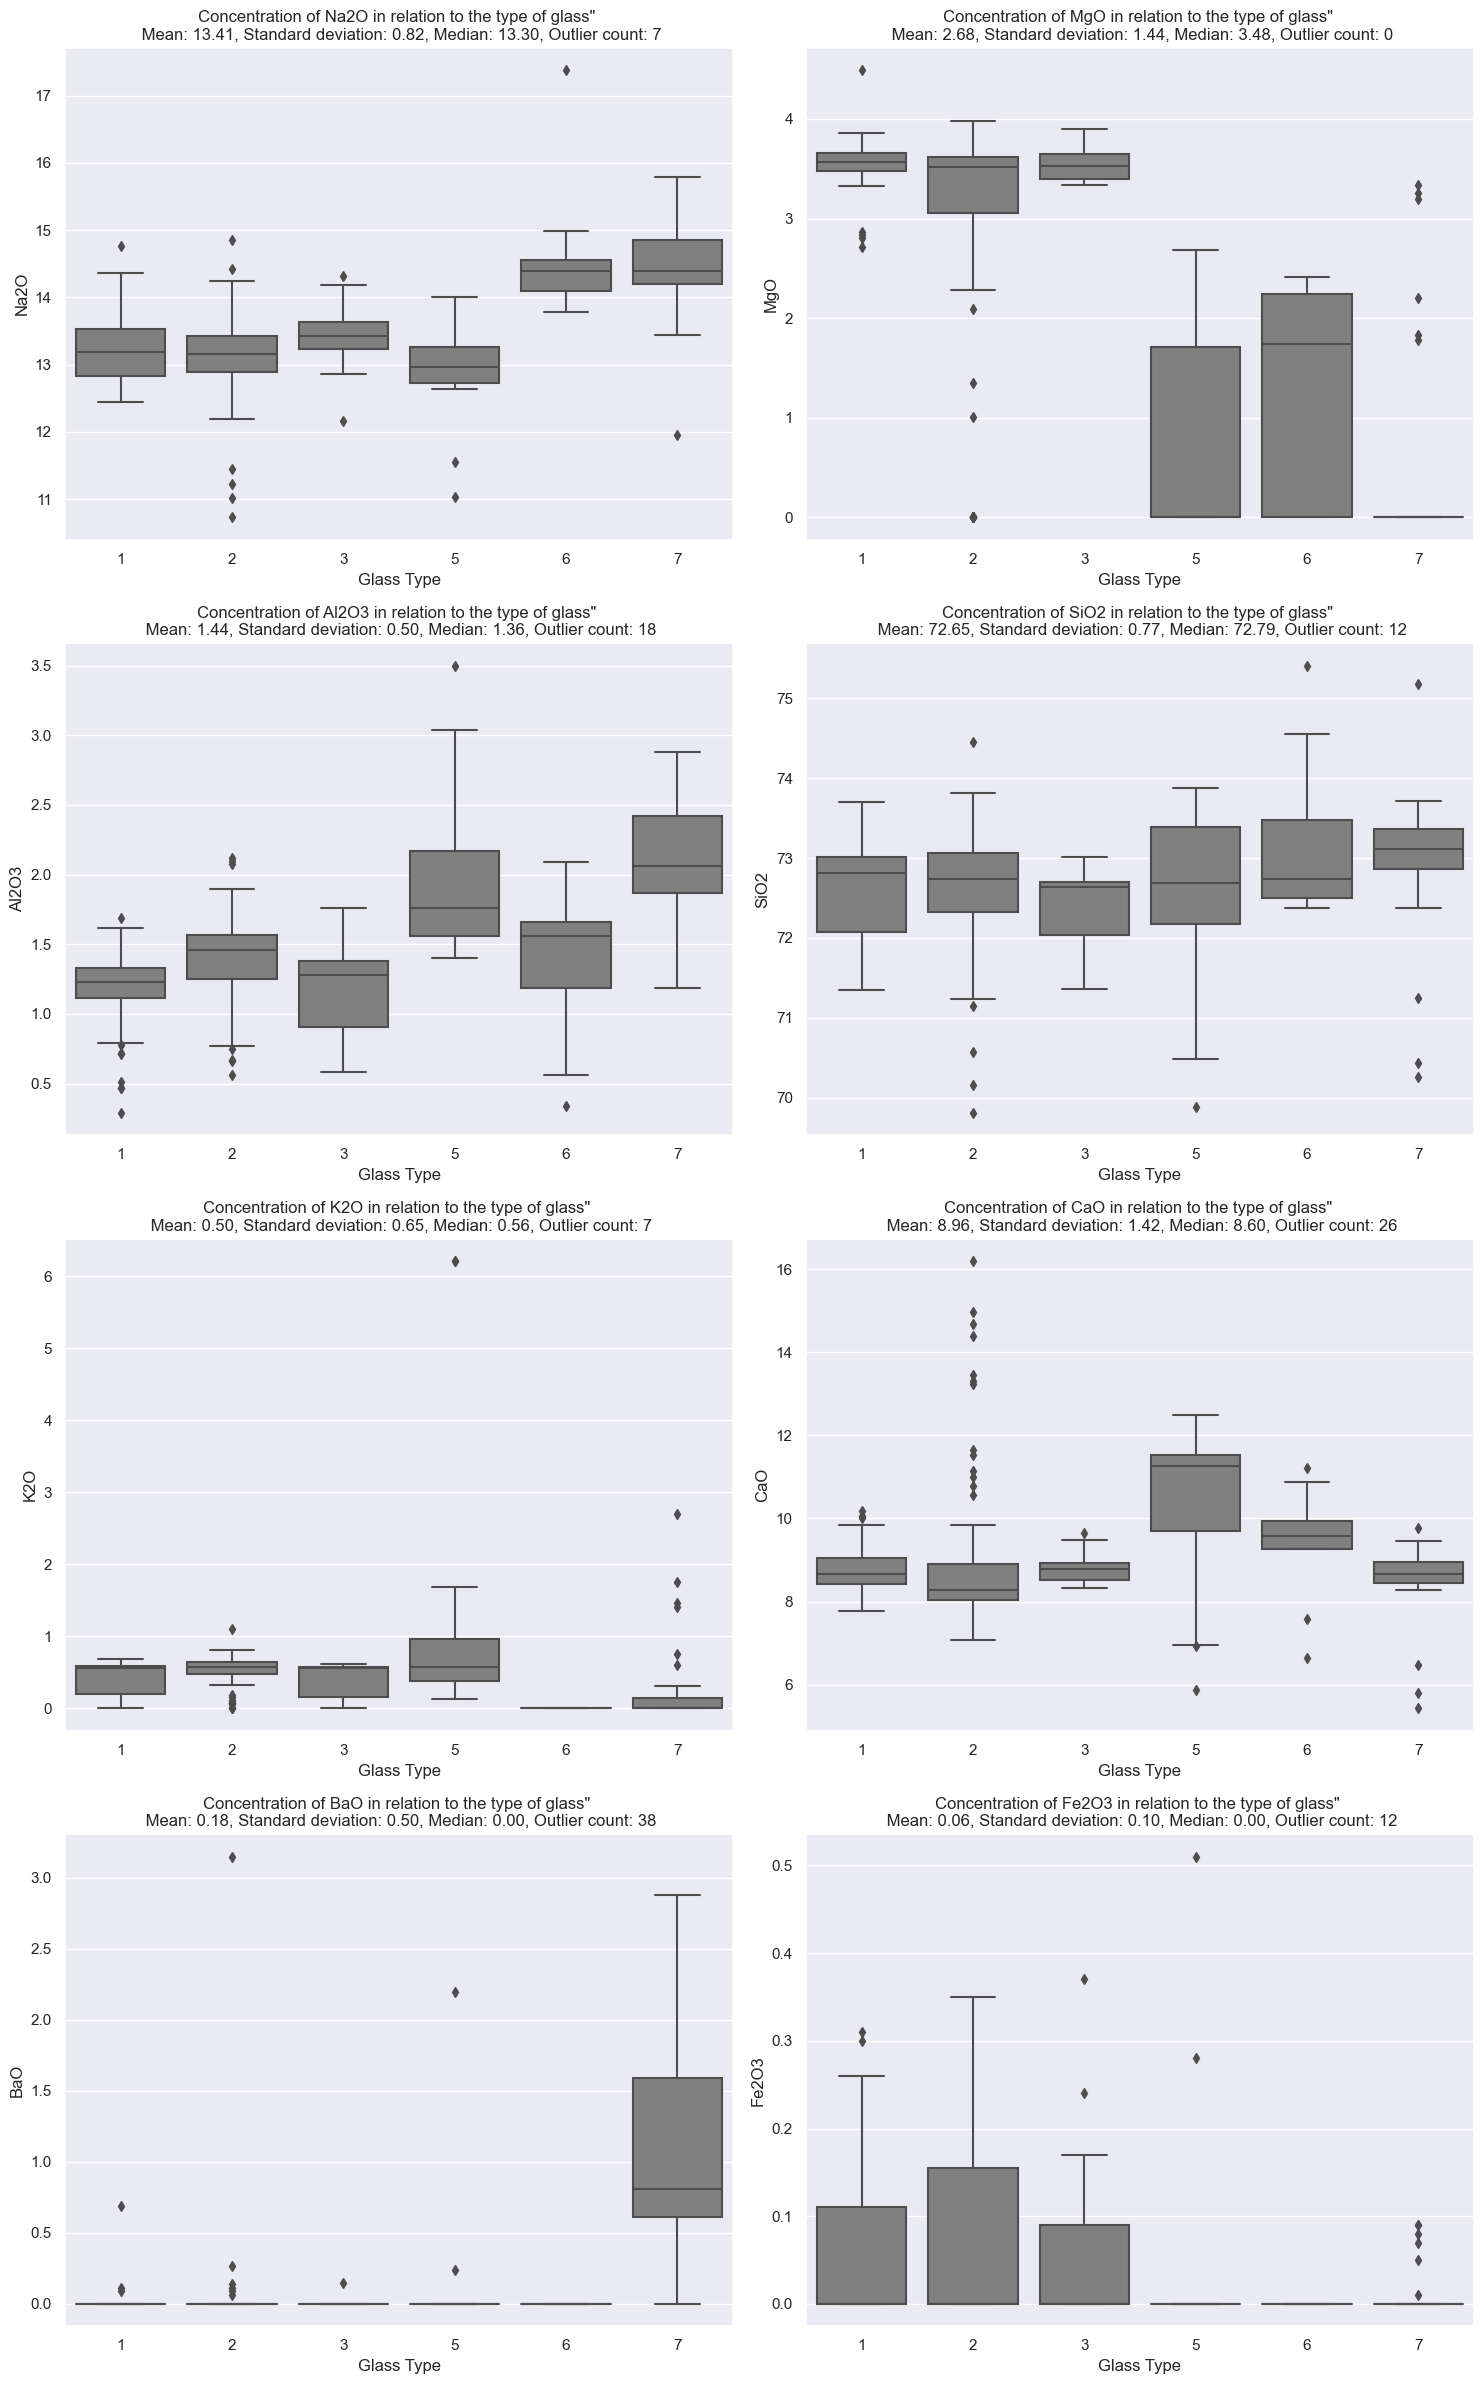 Concentration of Na2O in relation to the type of glass"
Mean: 13.41, Standard deviation: 0.82, Median: 13.30, Outlier count: 7
17
16
15
14
13
12
11
Na2O
1 2 3 5 6 7
Glass Type
Concentration of MgO in relation to the type of glass"
Mean: 2.68, Standard deviation: 1.44, Median: 3.48, Outlier count: 0
4
3
2
1
0
MgO
1 2 3 5 6 7
Glass Type
Concentration of Al2O3 in relation to the type of glass"
Mean: 1.44, Standard deviation: 0.50, Median: 1.36, Outlier count: 18
3.5
3.0
2.5
2.0
1.5
1.0
0.5
Al2O3
1 2 3 5 6 7
Glass Type
Concentration of SiO2 in relation to the type of glass"
Mean: 72.65, Standard deviation: 0.77, Median: 72.79, Outlier count: 12
75
74
73
72
71
70
SiO2
1 2 3 5 6 7
Glass Type
Concentration of K2O in relation to the type of glass"
Mean: 0.50, Standard deviation: 0.65, Median: 0.56, Outlier count: 7
6
5
4
3
2
1
0
K2O
1 2 3 5 6 7
Glass Type
Concentration of CaO in relation to the type of glass"
Mean: 8.96, Standard deviation: 1.42, Median: 8.60, Outlier count: 26
16
14
12
10
8
6
CaO
1 2 3 5 6 7
Glass Type
Concentration of BaO in relation to the type of glass"
Mean: 0.18, Standard deviation: 0.50, Median: 0.00, Outlier count: 38
3.0
2.5
2.0
1.5
1.0
0.5
0.0
BaO
1 2 3 5 6 7
Glass Type
Concentration of Fe2O3 in relation to the type of glass"
Mean: 0.06, Standard deviation: 0.10, Median: 0.00, Outlier count: 12
0.5
0.4
0.3
0.2
0.1
0.0
Fe2O3
1 2 3 5 6 7
Glass Type